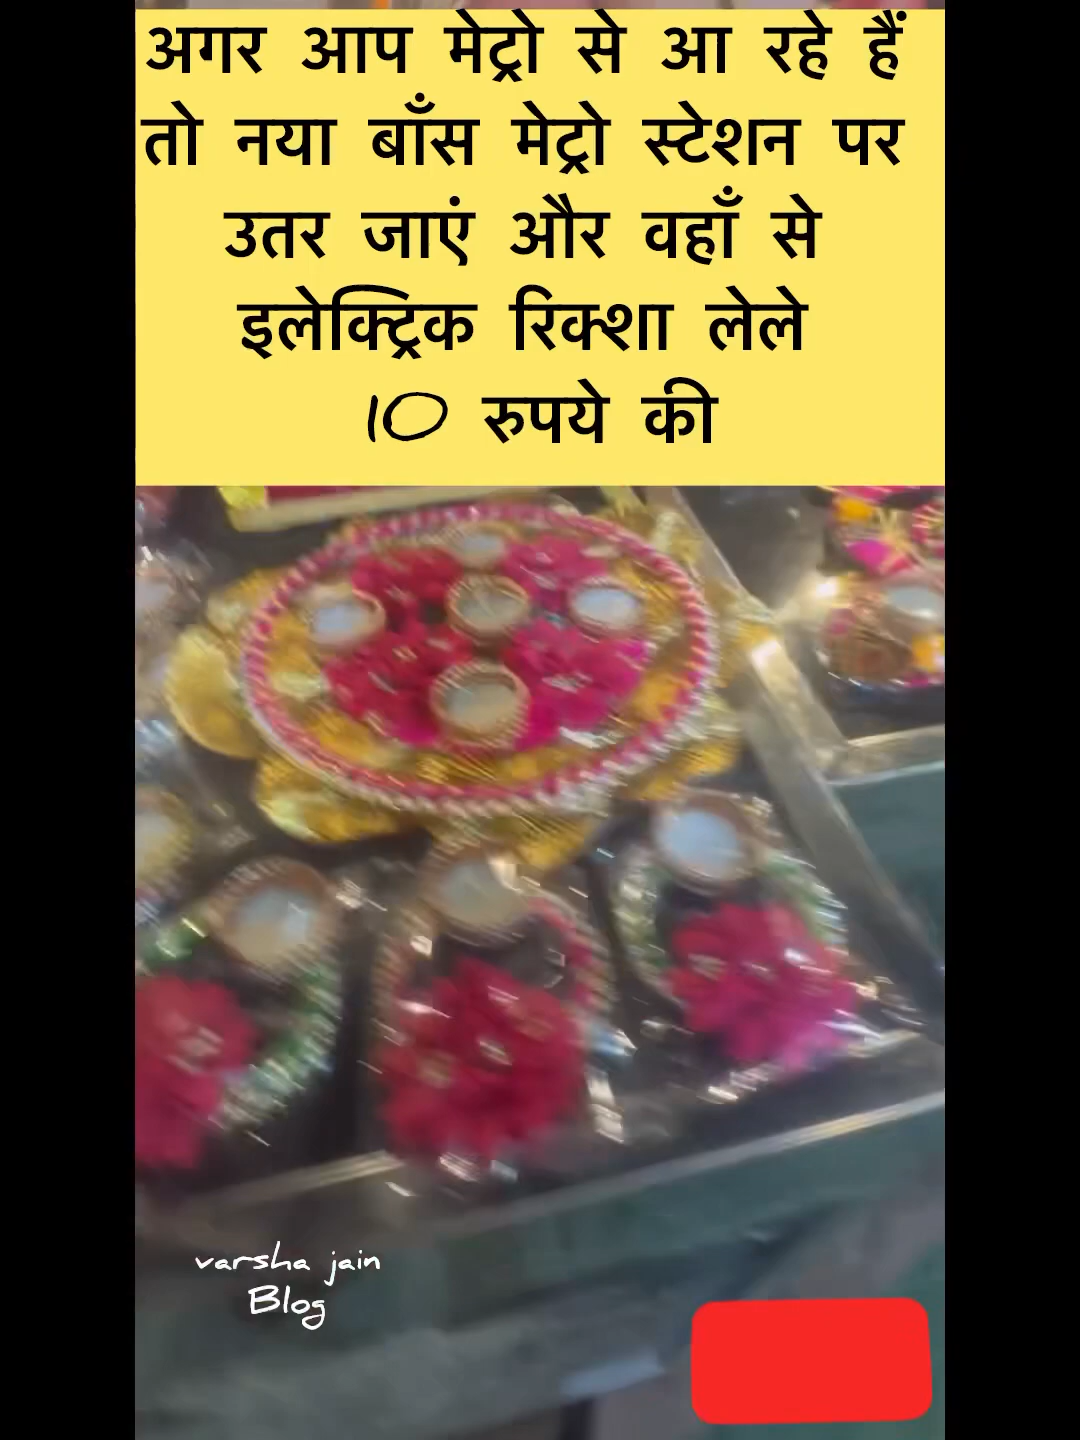 अगर आप मेट्रो से आ रहे हैं
तो नया बाँस मेट्रो स्टेशन पर
उतर जाएं और वहाँ से
इलेक्ट्रिक रिक्शा लेले
10 रुपये की
varsha jain
Blog